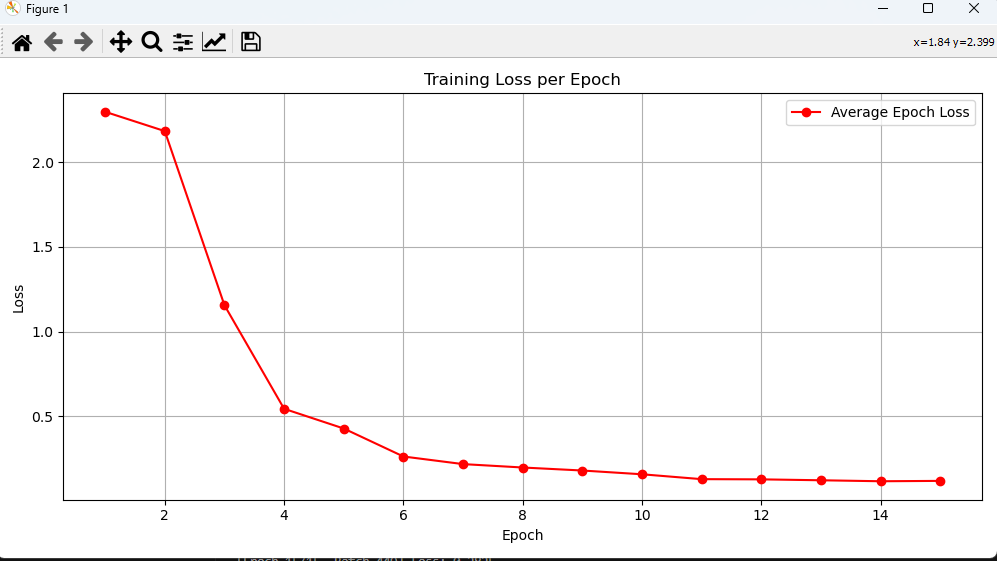 Figure 1
x=1.84 y=2.399
Training Loss per Epoch
Average Epoch Loss
2.0
1.5
1.0
0.5
Loss
2 4 6 8 10 12 14
Epoch